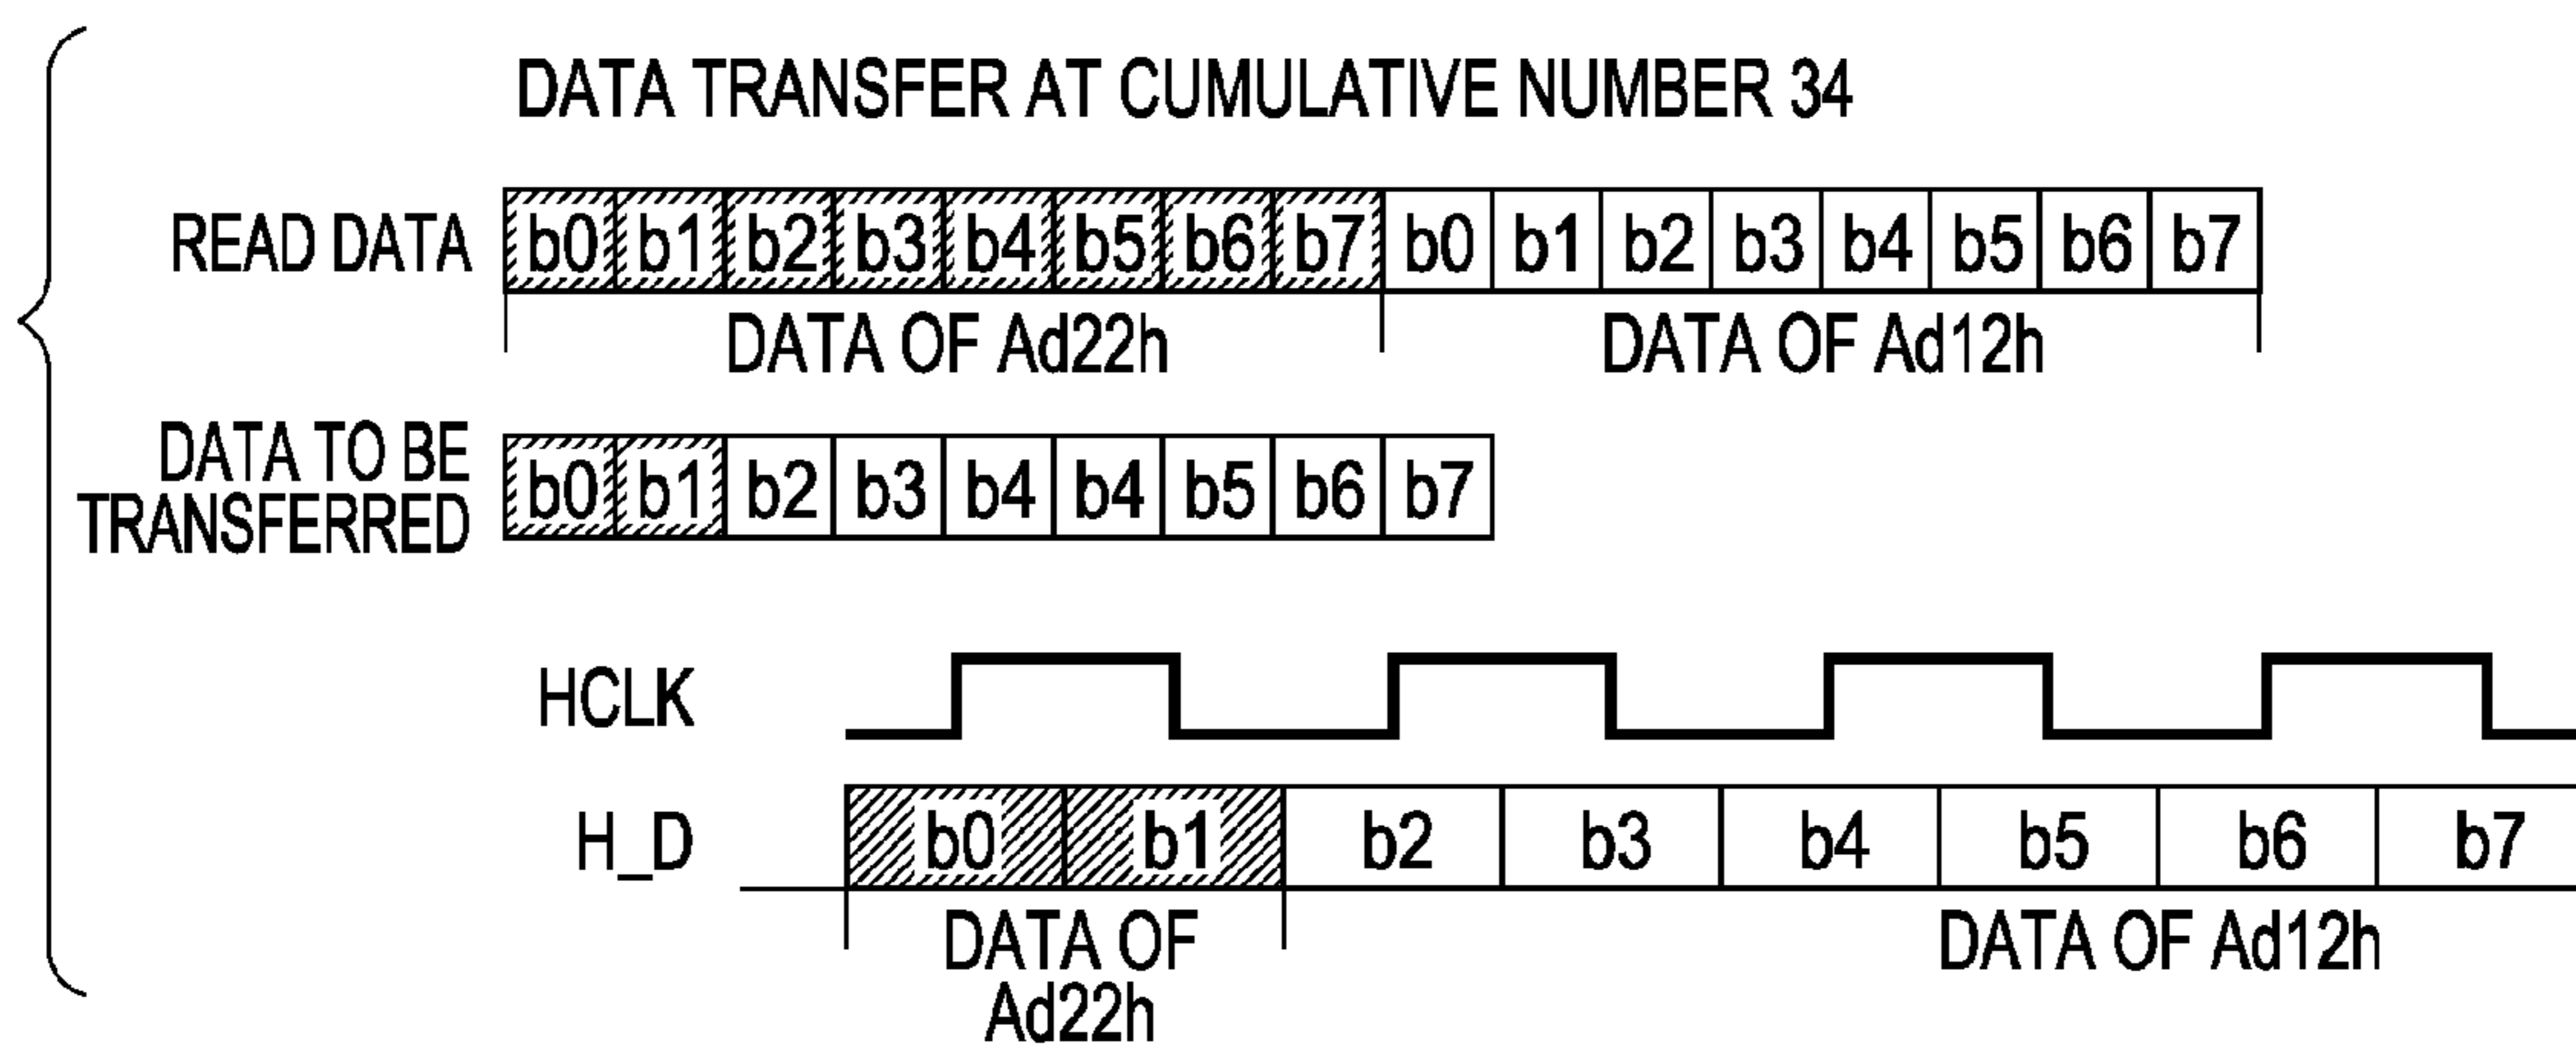 DATA TRANSFER AT CUMULATIVE NUMBER 34
READ DATA b0 b1 b2 b3 b4 b5 b6 b7 b0 b1 b2 b3 b4 b5 b6 b7
DATA OF Ad22h DATA OF Ad12h
DATA TO BE
TRANSFERRED
b0 b1 b2 b3 b4 b4 b5 b6 b7
HCLK
H_D b0 b1 b2 b3 b4 b5 b6 b7
DATA OF
Ad22h
DATA OF Ad12h